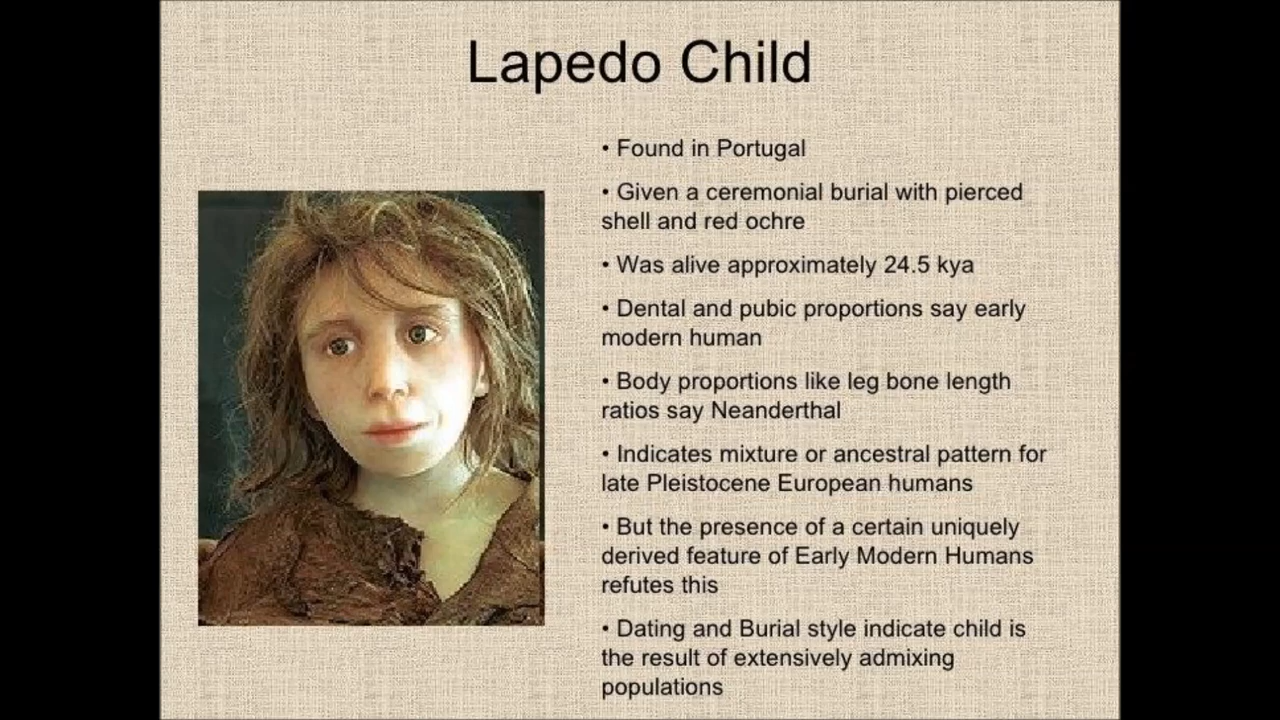 Lapedo Child
• Found in Portugal
• Given a ceremonial burial with pierced
shell and red ochre
• Was alive approximately 24.5 kya
• Dental and pubic proportions say early
modern human
• Body proportions like leg bone length
ratios say Neanderthal
• Indicates mixture or ancestral pattern for
late Pleistocene European humans
• But the presence of a certain uniquely
derived feature of Early Modern Humans
refutes this
• Dating and Burial style indicate child is
the result of extensively admixing
populations